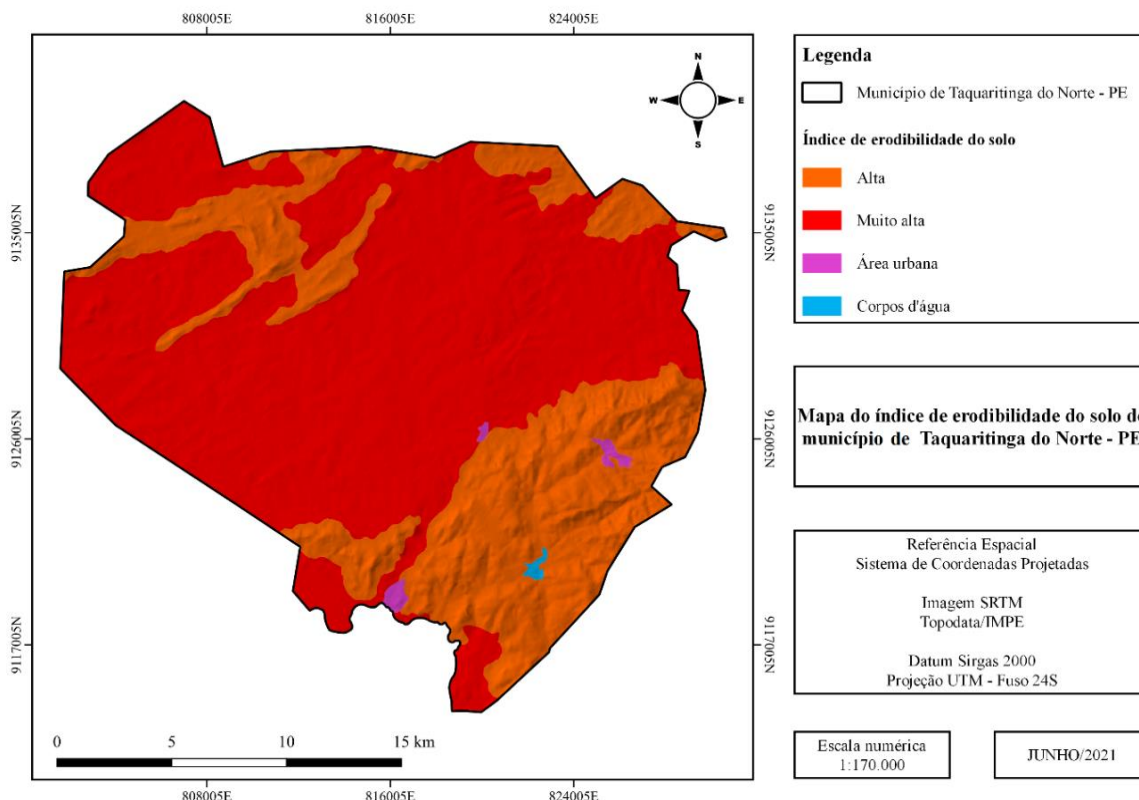 808005E
816005E
824005E
N
W
E
S
9135005N
9135005N
9126005N
9126005N
9117005N
9117005N
0
5
10
15 km
808005E
816005E
824005E
Legenda
Município de Taquaritinga do Norte - PE
Índice de erodibilidade do solo
Alta
Muito alta
Área urbana
Corpos d'água
Mapa do índice de erodibilidade do solo do
município de Taquaritinga do Norte - PE
Referência Espacial
Sistema de Coordenadas Projetadas
Imagem SRTM
Topodata/IMPE
Datum Sirgas 2000
Projeção UTM - Fuso 24S
Escala numérica
1:170.000
JUNHO/2021